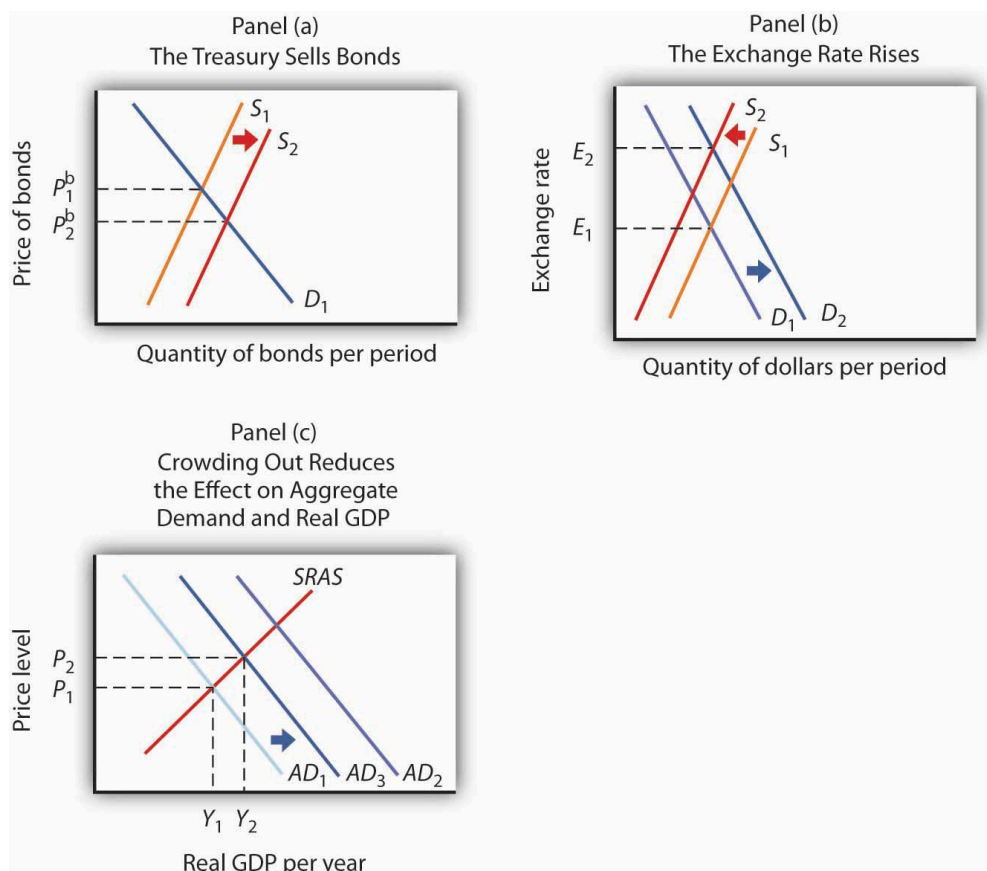 Panel (a)
The Treasury Sells Bonds
Price of bonds
S1
S2
P1b
P2b
D1
Quantity of bonds per period
Panel (b)
The Exchange Rate Rises
Exchange rate
S2
S1
E2
E1
D1
D2
Quantity of dollars per period
Panel (c)
Crowding Out Reduces
the Effect on Aggregate
Demand and Real GDP
Price level
SRAS
P2
P1
AD1
AD3
AD2
Y1
Y2
Real GDP per year